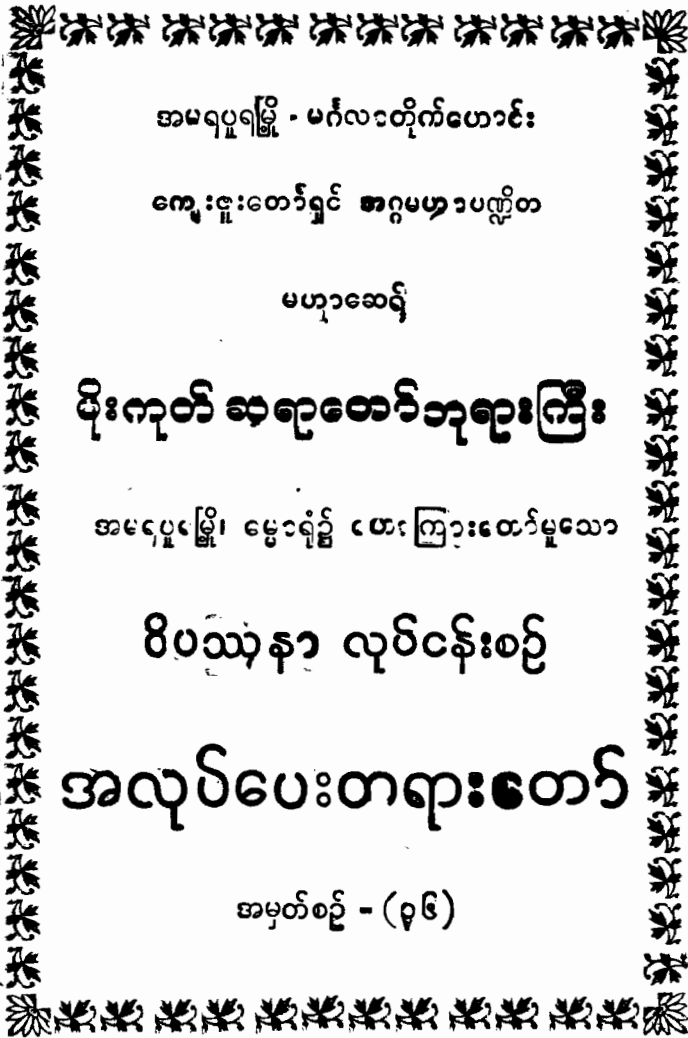 အမရပူရမြို့ - မင်္ဂလာတိုက်ဟောင်း
ကျေးဇူးတော်ရှင် အဂ္ဂမဟာပဏ္ဍိတ
မဟာထေရ်
မိုးကုတ် ဆရာတော်ဘုရားကြီး
အမရပူရမြို့၊ ဓမ္မာရုံ၌ ဟောကြားတော်မူသော
ဝိပဿနာ လုပ်ငန်းစဉ်
အလုပ်ပေးတရားတော်
အမှတ်စဉ် - (၃၆)